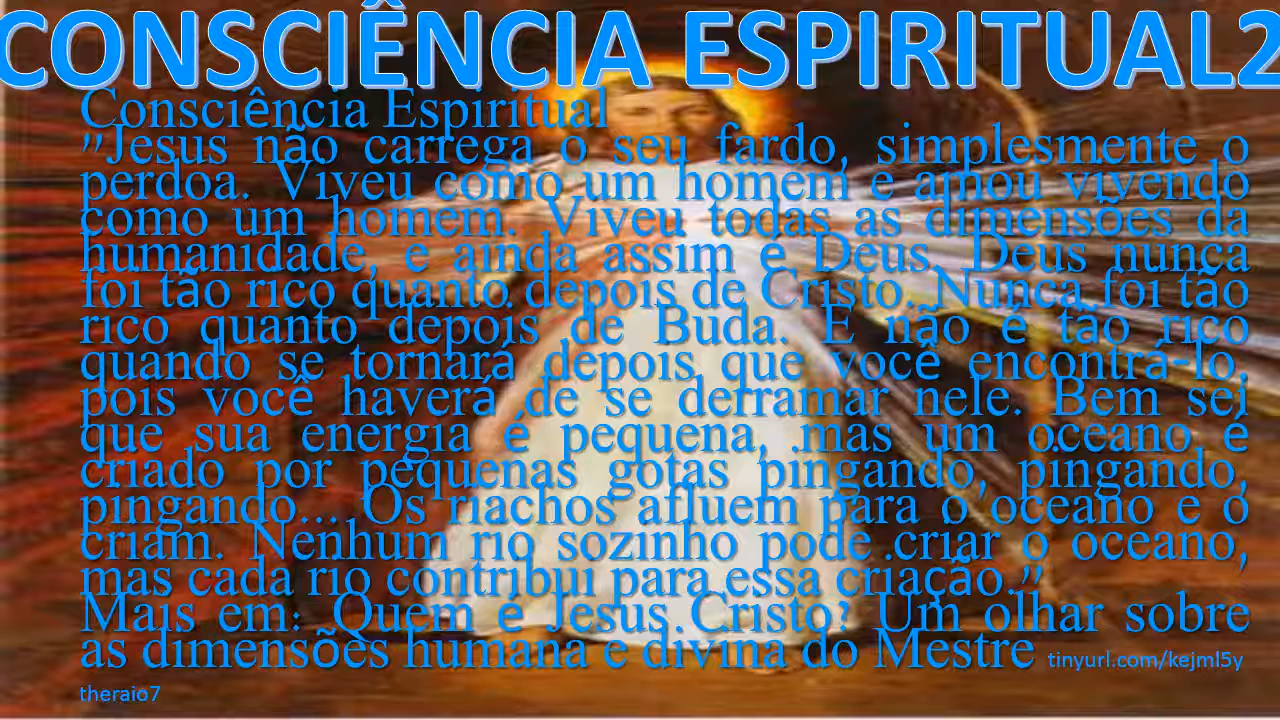 CONSCIÊNCIA ESPIRITUAL2
Consciência Espiritual
"Jesus não carrega o seu fardo, simplesmente o
perdoa. Viveu como um homem e amou vivendo
como um homem. Viveu todas as dimensões da
humanidade, e ainda assim é Deus. Deus nunca
foi tão rico quanto depois de Cristo. Nunca foi tão
rico quanto depois de Buda. E não é tão rico
quando se tornará depois que você encontrá-lo,
pois você haverá de se derramar nele. Bem sei
que sua energia é pequena, mas um oceano é
criado por pequenas gotas pingando, pingando,
pingando... Os riachos afluem para o oceano e o
criam. Nenhum rio sozinho pode criar o oceano,
mas cada rio contribui para essa criação."
Mais em: Quem é Jesus Cristo? Um olhar sobre
as dimensões humana e divina do Mestre tinyurl.com/kejml5y
theraio7